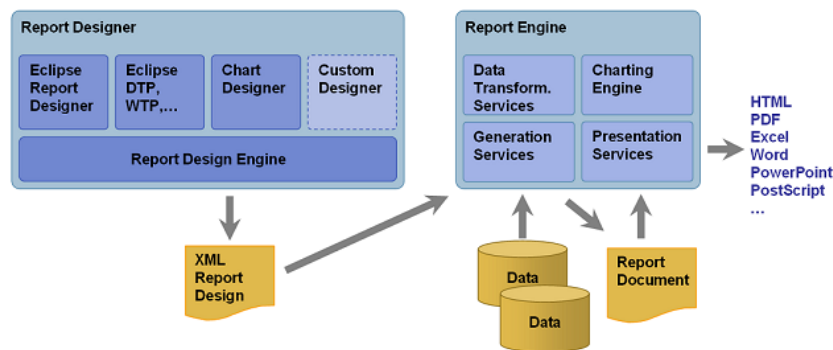 Report Designer
Eclipse
Report
Designer
Eclipse
DTP,
WTP,...
Chart
Designer
Custom
Designer
Report Design Engine
XML
Report
Design
Report Engine
Data
Transform.
Services
Charting
Engine
Generation
Services
Presentation
Services
Data
Data
Report
Document
HTML
PDF
Excel
Word
PowerPoint
PostScript
...